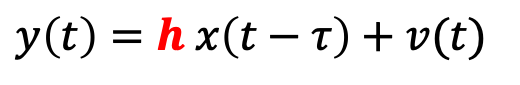 y(t) = h x(t − τ) + v(t)